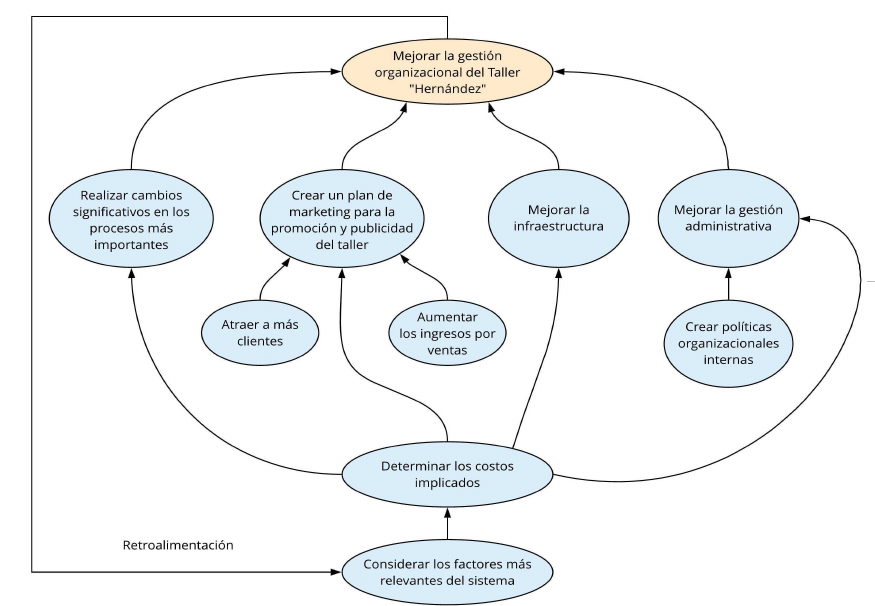 Mejorar la gestión
organizacional del Taller
"Hernández"
Realizar cambios
significativos en los
procesos más
importantes
Crear un plan de
marketing para la
promoción y publicidad
del taller
Mejorar la
infraestructura
Mejorar la gestión
administrativa
Atraer a más
clientes
Aumentar
los ingresos por
ventas
Crear políticas
organizacionales
internas
Determinar los costos
implicados
Retroalimentación
Considerar los factores más
relevantes del sistema